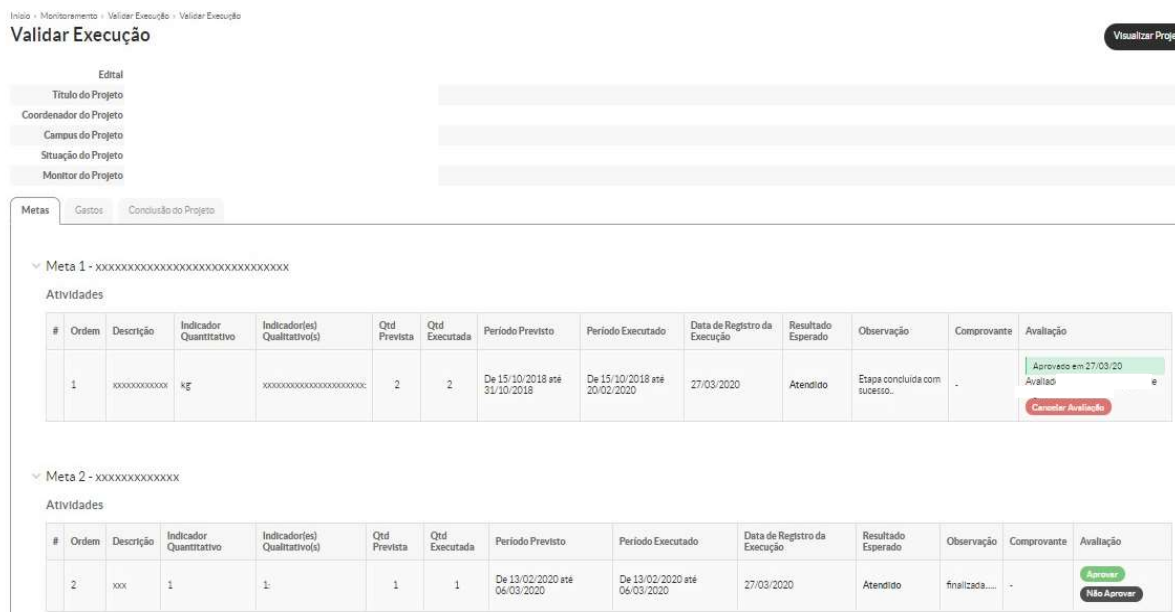 Início › Monitoramento › Validar Execução › Validar Execução
Validar Execução
Visualizar Proje
Edital
Título do Projeto
Coordenador do Projeto
Campus do Projeto
Situação do Projeto
Monitor do Projeto
Metas Gastos Conclusão do Projeto
Meta 1 - xxxxxxxxxxxxxxxxxxxxxxxxxxxxxx
Atividades
# Ordem Descrição Indicador Quantitativo Indicador(es) Qualitativo(s) Qtd Prevista Qtd Executada Período Previsto Período Executado Data de Registro da Execução Resultado Esperado Observação Comprovante Avaliação
1 xxxxxxxxxxxx kg xxxxxxxxxxxxxxxxxxxxxxx: 2 2 De 15/10/2018 até 31/10/2018 De 15/10/2018 até 20/02/2020 27/03/2020 Atendido Etapa concluída com sucesso.. - Aprovado em 27/03/20
Avaliad e
Cancelar Avaliação
Meta 2 - xxxxxxxxxxxxx
Atividades
# Ordem Descrição Indicador Quantitativo Indicador(es) Qualitativo(s) Qtd Prevista Qtd Executada Período Previsto Período Executado Data de Registro da Execução Resultado Esperado Observação Comprovante Avaliação
2 xxx 1 1: 1 1 De 13/02/2020 até 06/03/2020 De 13/02/2020 até 06/03/2020 27/03/2020 Atendido finalizada..... - Aprovar
Não Aprovar